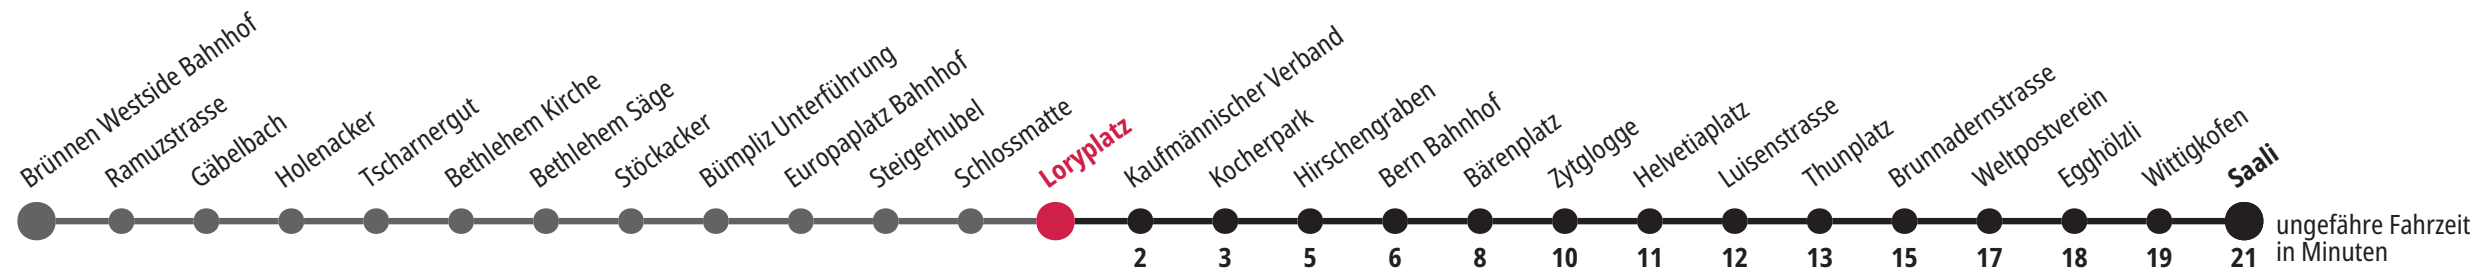 Brünnen Westside Bahnhof
Ramuzstrasse
Gäbelbach
Holenacker
Tscharnergut
Bethlehem Kirche
Bethlehem Säge
Stöckacker
Bümpliz Unterführung
Europaplatz Bahnhof
Steigerhubel
Schlossmatte
Loryplatz
Kaufmännischer Verband
Kocherpark
Hirschengraben
Bern Bahnhof
Bärenplatz
Zytglogge
Helvetiaplatz
Luisenstrasse
Thunplatz
Brunnadernstrasse
Weltpostverein
Egghölzli
Wittigkofen
Saali
ungefähre Fahrzeit
in Minuten
2 3 5 6 8 10 11 12 13 15 17 18 19 21